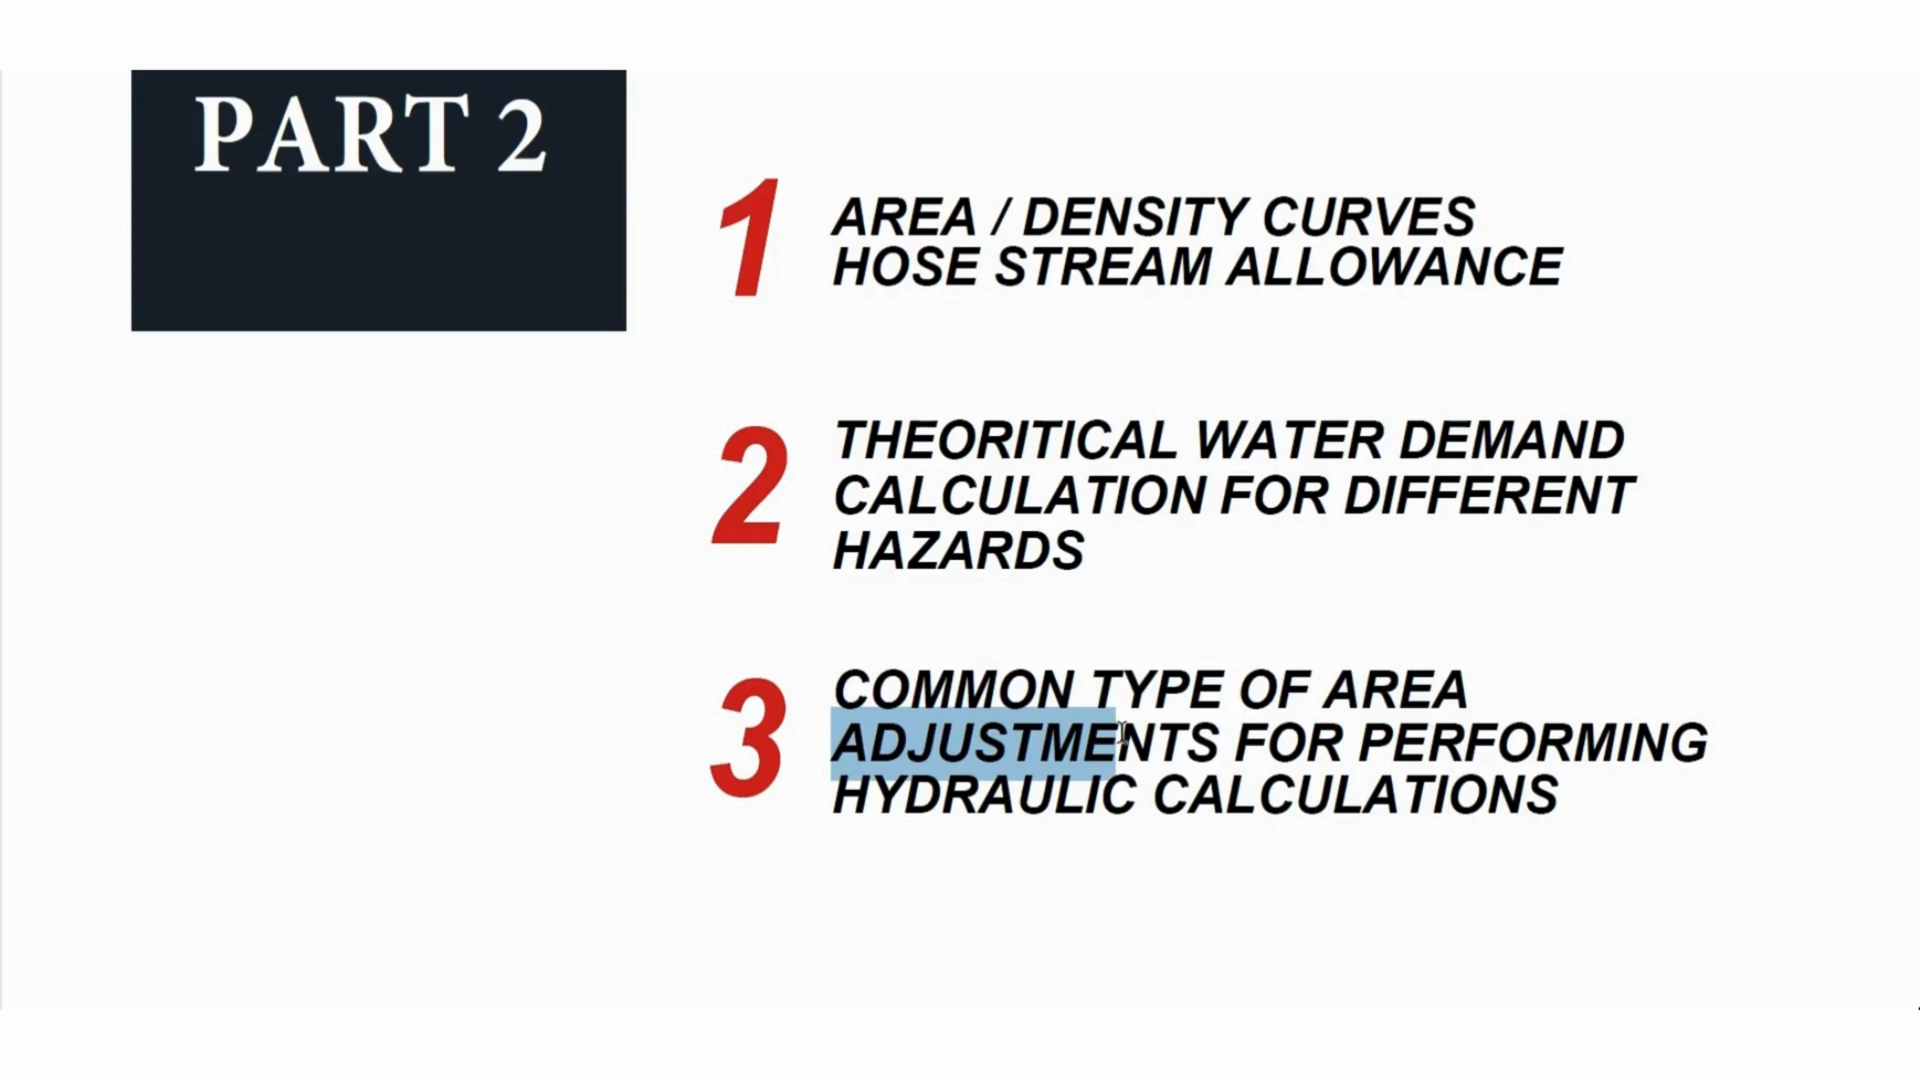 PART 2
1
AREA / DENSITY CURVES
HOSE STREAM ALLOWANCE
2
THEORITICAL WATER DEMAND
CALCULATION FOR DIFFERENT
HAZARDS
3
COMMON TYPE OF AREA
ADJUSTMENTS FOR PERFORMING
HYDRAULIC CALCULATIONS